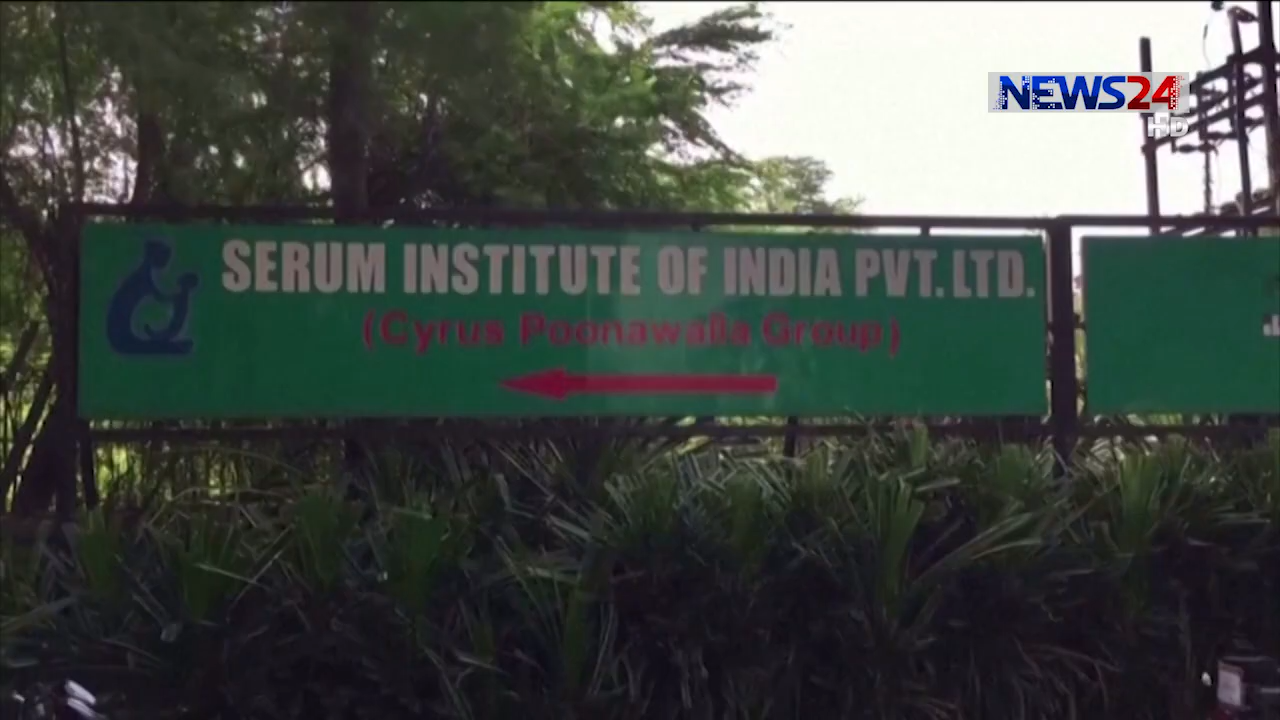 NEWS24
HD
SERUM INSTITUTE OF INDIA PVT. LTD.
(Cyrus Poonawalla Group)